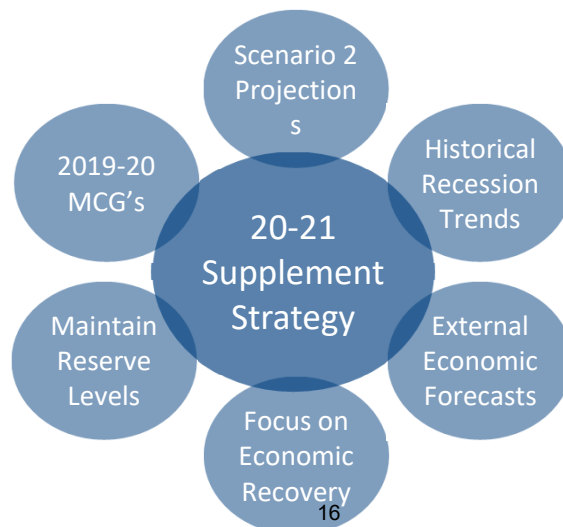 Scenario 2
Projection
s
Historical
Recession
Trends
External
Economic
Forecasts
Focus on
Economic
Recovery
Maintain
Reserve
Levels
2019-20
MCG’s
20-21
Supplement
Strategy
16